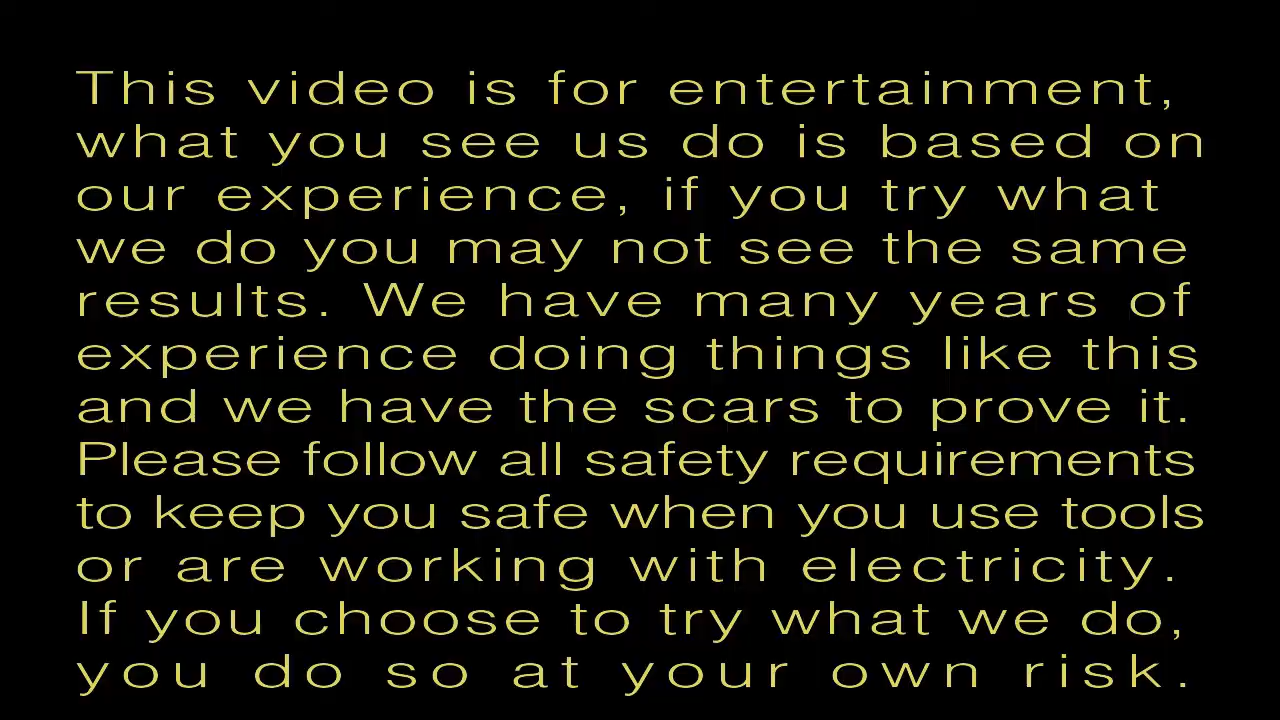 This video is for entertainment,
what you see us do is based on
our experience, if you try what
we do you may not see the same
results. We have many years of
experience doing things like this
and we have the scars to prove it.
Please follow all safety requirements
to keep you safe when you use tools
or are working with electricity.
If you choose to try what we do,
you do so at your own risk.